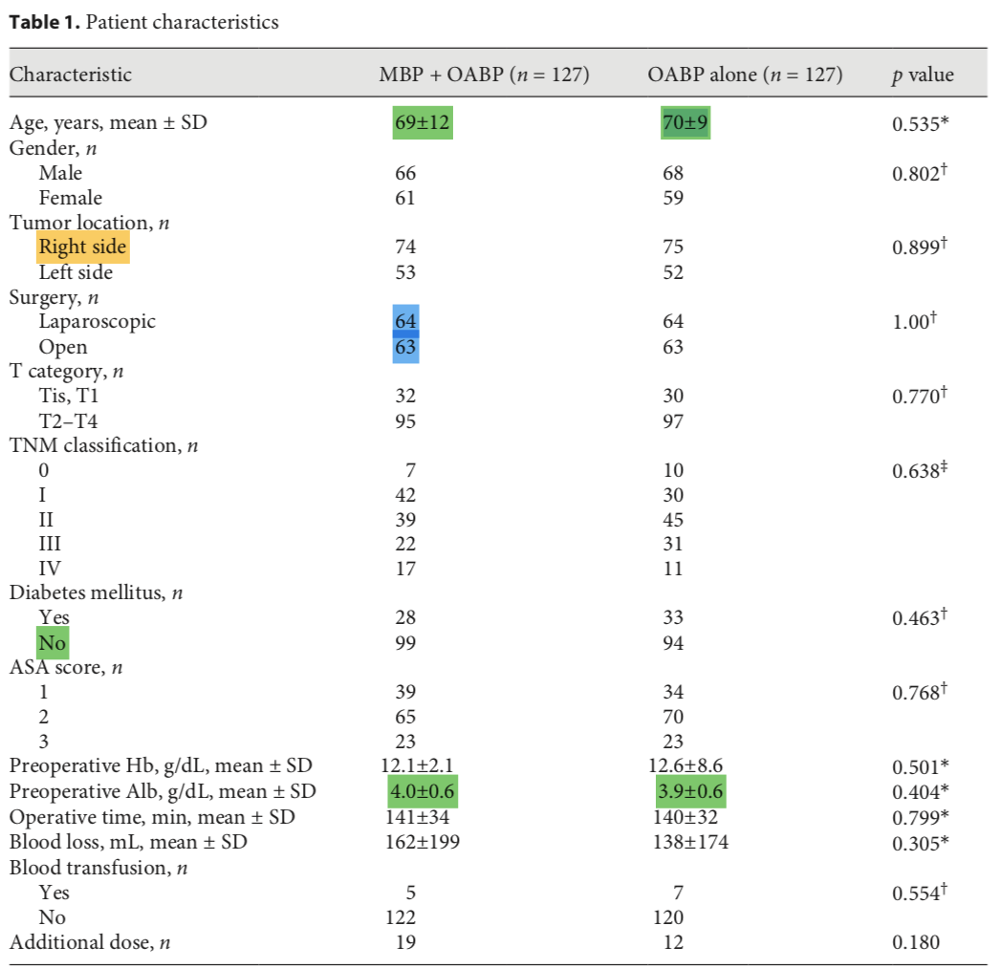 Table 1. Patient characteristics
Characteristic MBP + OABP (n = 127) OABP alone (n = 127) p value
Age, years, mean ± SD 69±12 70±9 0.535*
Gender, n
Male 66 68 0.802†
Female 61 59
Tumor location, n
Right side 74 75 0.899†
Left side 53 52
Surgery, n
Laparoscopic 64 64 1.00†
Open 63 63
T category, n
Tis, T1 32 30 0.770†
T2–T4 95 97
TNM classification, n
0 7 10 0.638‡
I 42 30
II 39 45
III 22 31
IV 17 11
Diabetes mellitus, n
Yes 28 33 0.463†
No 99 94
ASA score, n
1 39 34 0.768†
2 65 70
3 23 23
Preoperative Hb, g/dL, mean ± SD 12.1±2.1 12.6±8.6 0.501*
Preoperative Alb, g/dL, mean ± SD 4.0±0.6 3.9±0.6 0.404*
Operative time, min, mean ± SD 141±34 140±32 0.799*
Blood loss, mL, mean ± SD 162±199 138±174 0.305*
Blood transfusion, n
Yes 5 7 0.554†
No 122 120
Additional dose, n 19 12 0.180